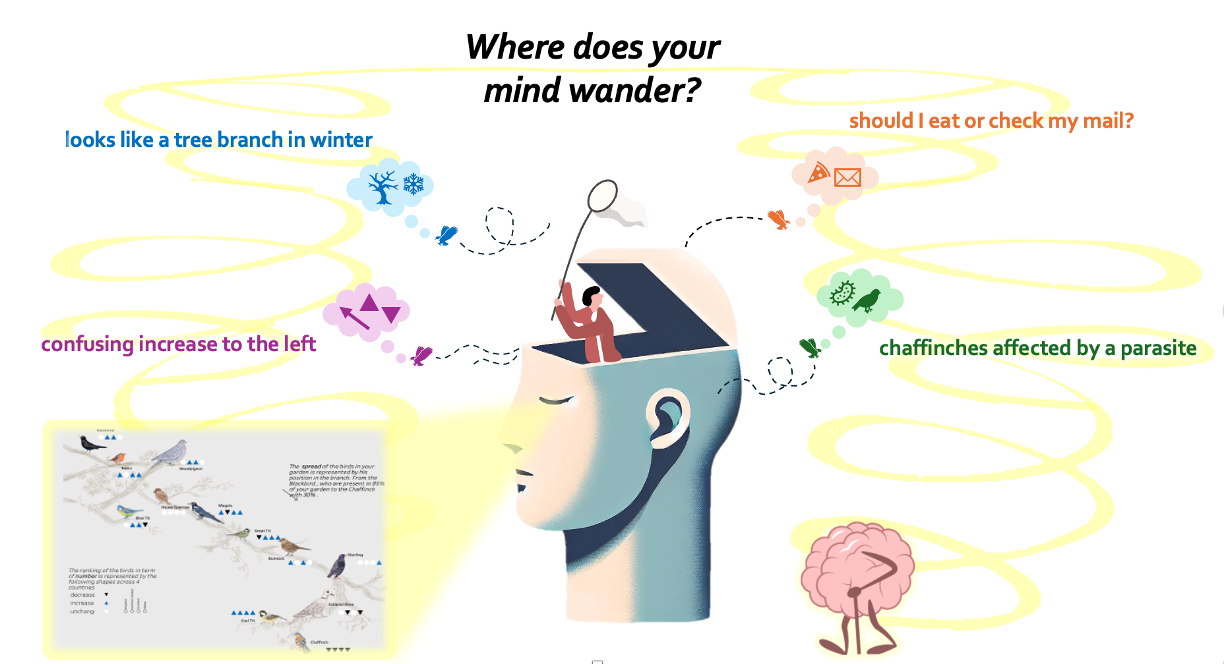 Where does your
mind wander?
should I eat or check my mail?
looks like a tree branch in winter
confusing increase to the left
chaffinches affected by a parasite
The spread of the birds in your
garden is represented by his
position in the branch. From the
Blackbird, who are present in 85%
of your garden to the Chaffinch
with 30%.
Robin
Woodpigeon
House Sparrow
Magpie
Blue Tit
Great Tit
Starling
Collared Dove
Coal Tit
Chaffinch
The ranking of the birds in term
of number is represented by the
following shapes across 4
countries
decrease
increase
unchang